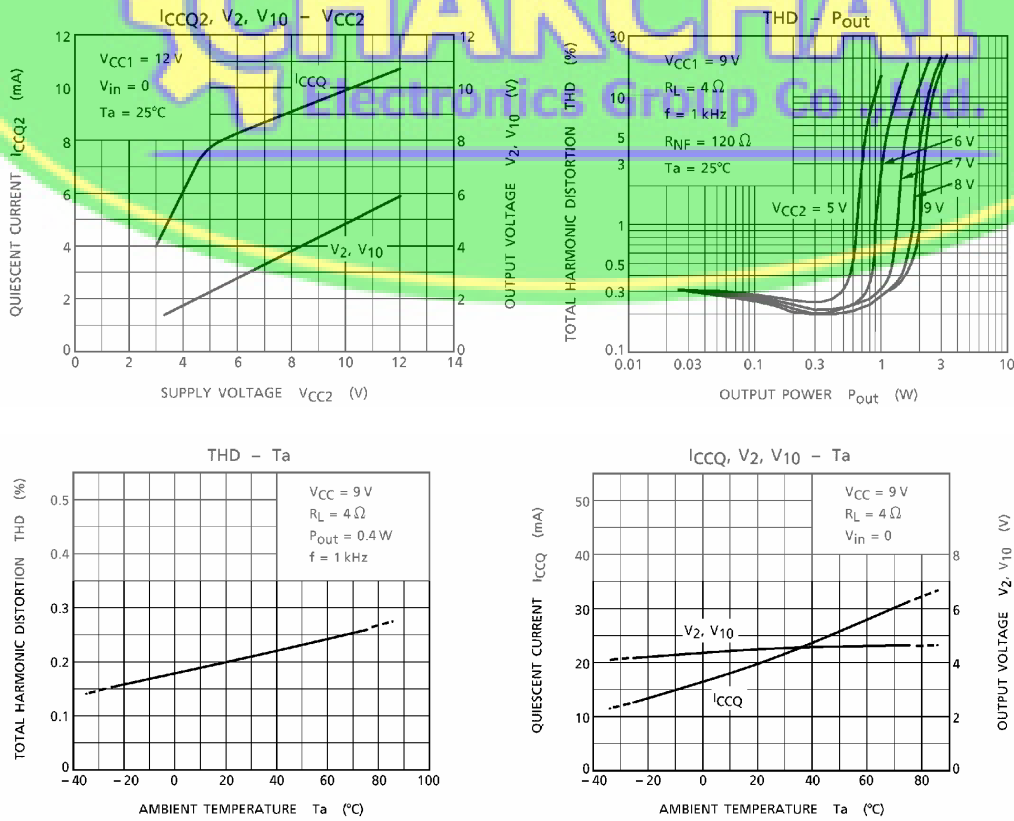 CHAKCHAI
Electronics Group Co.,Ltd.
ICCQ2, V2, V10 – VCC2
VCC1 = 12 V
Vin = 0
Ta = 25°C
ICCQ
V2, V10
QUIESCENT CURRENT ICCQ2 (mA)
12
10
8
6
4
2
0
OUTPUT VOLTAGE V2, V10 (V)
12
10
8
6
4
2
0
0 2 4 6 8 10 12 14
SUPPLY VOLTAGE VCC2 (V)
THD – Pout
VCC1 = 9 V
RL = 4 Ω
f = 1 kHz
RNF = 120 Ω
Ta = 25°C
6 V
7 V
8 V
VCC2 = 5 V
9 V
TOTAL HARMONIC DISTORTION THD (%)
30
10
5
3
1
0.5
0.3
0.1
0.01 0.03 0.1 0.3 1 3 10
OUTPUT POWER Pout (W)
THD – Ta
VCC = 9 V
RL = 4 Ω
Pout = 0.4 W
f = 1 kHz
TOTAL HARMONIC DISTORTION THD (%)
0.5
0.4
0.3
0.2
0.1
0
–40 –20 0 20 40 60 80 100
AMBIENT TEMPERATURE Ta (°C)
ICCQ, V2, V10 – Ta
VCC = 9 V
RL = 4 Ω
Vin = 0
V2, V10
ICCQ
QUIESCENT CURRENT ICCQ (mA)
50
40
30
20
10
0
OUTPUT VOLTAGE V2, V10 (V)
8
6
4
2
0
–40 –20 0 20 40 60 80
AMBIENT TEMPERATURE Ta (°C)